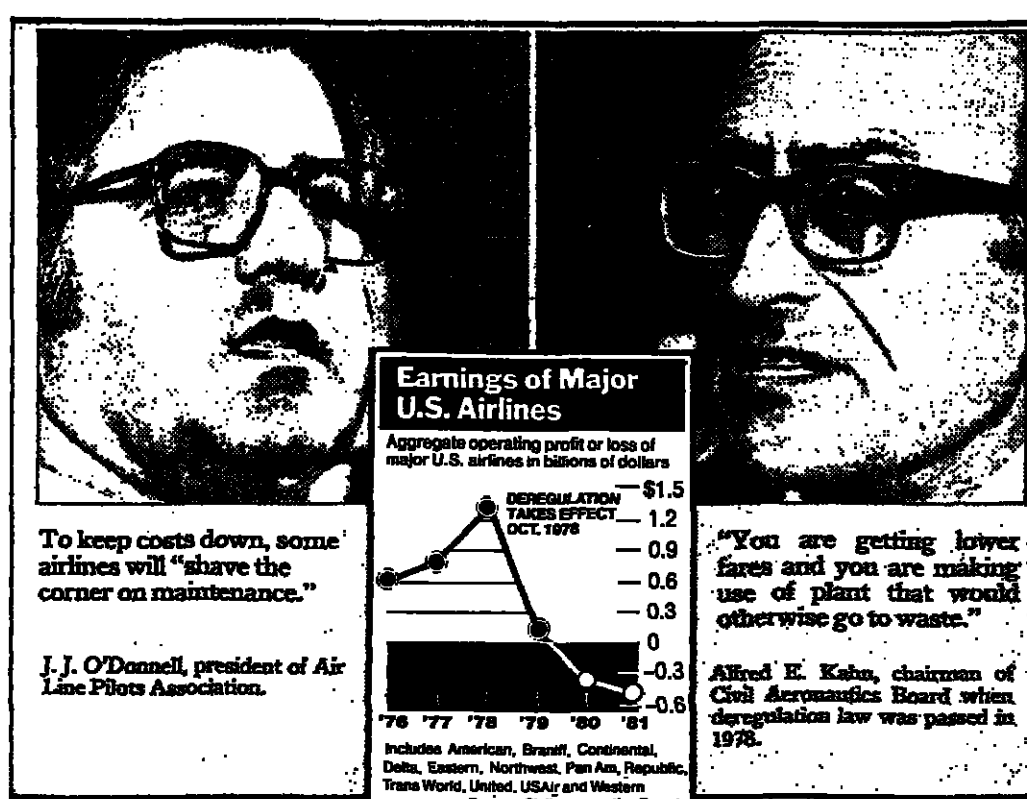 To keep costs down, some
airlines will "shave the
corner on maintenance."
J. J. O'Donnell, president of Air
Line Pilots Association.
Earnings of Major
U.S. Airlines
Aggregate operating profit or loss of
major U.S. airlines in billions of dollars
DEREGULATION
TAKES EFFECT
OCT. 1978
$1.5
1.2
0.9
0.6
0.3
0
-0.3
-0.6
'76 '77 '78 '79 '80 '81
Includes American, Braniff, Continental,
Delta, Eastern, Northwest, Pan Am, Republic,
Trans World, United, USAir and Western
"You are getting lower
fares and you are making
use of plant that would
otherwise go to waste."
Alfred E. Kahn, chairman of
Civil Aeronautics Board when
deregulation law was passed in
1978.